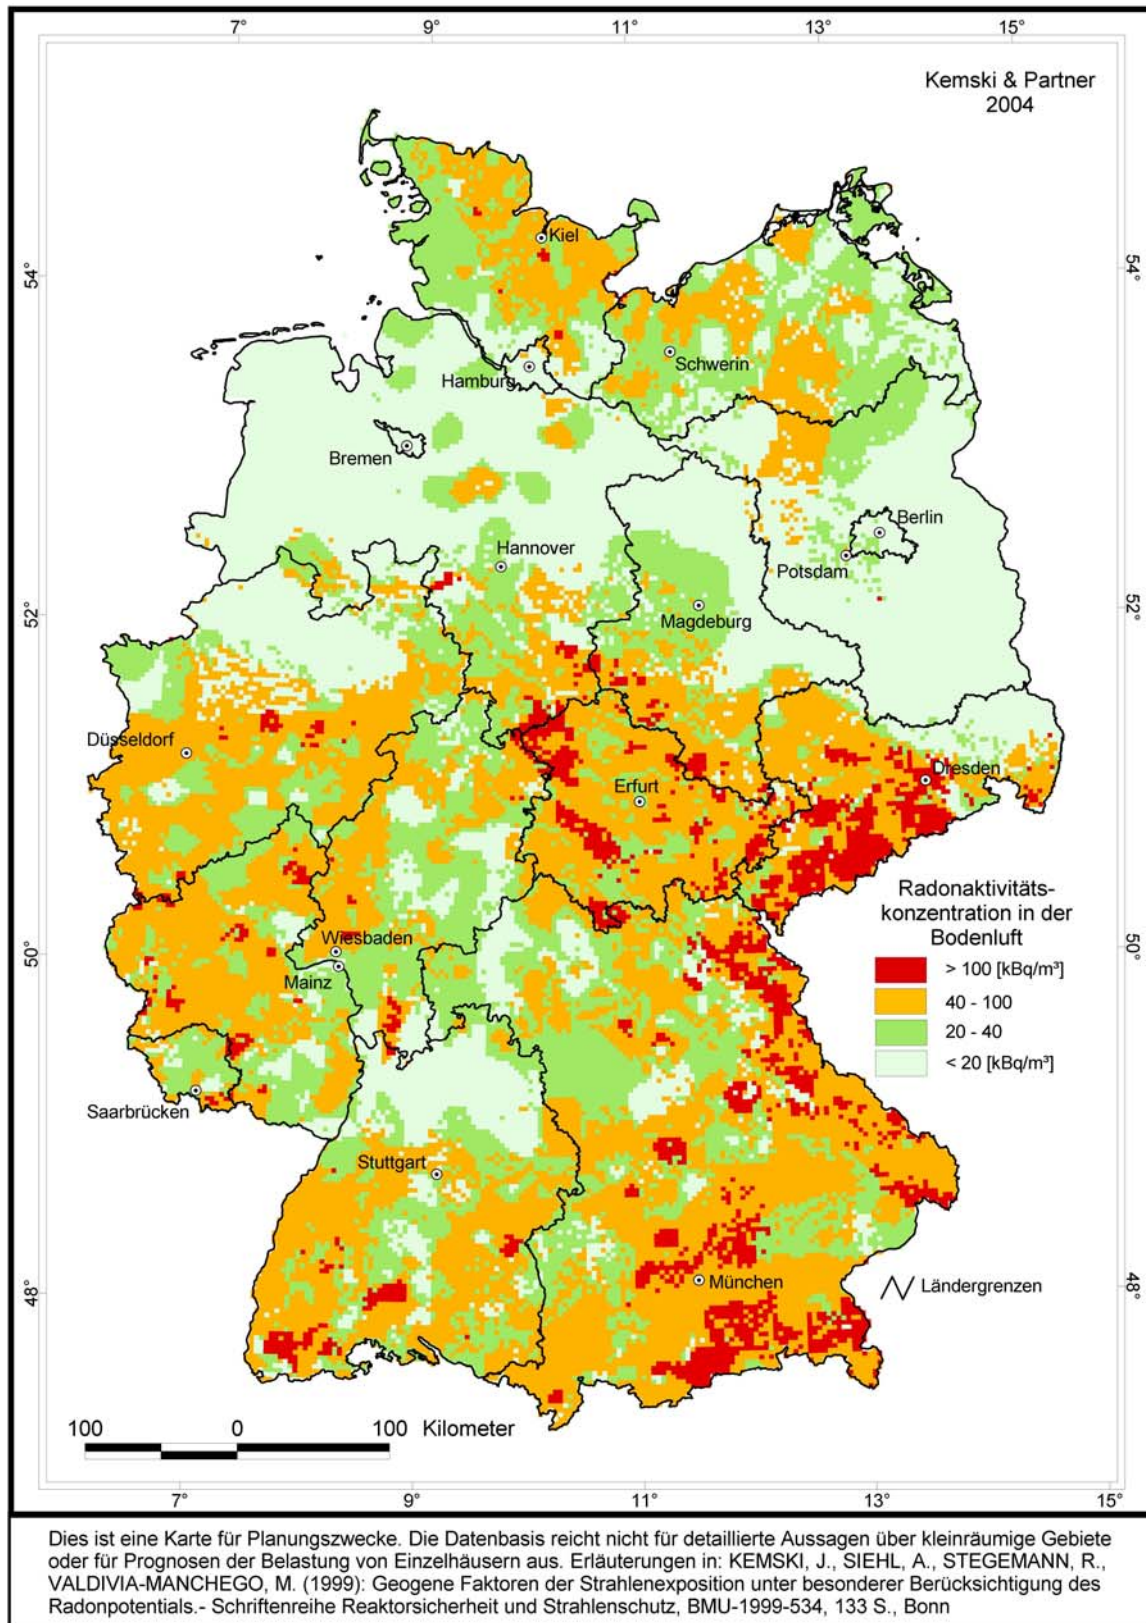 7° 9° 11° 13° 15°
Kemski & Partner
2004
54° 54°
Kiel
Schwerin
Hamburg
Bremen
Berlin
Hannover
Potsdam
52° 52°
Magdeburg
Düsseldorf
Dresden
Erfurt
Radonaktivitäts-
konzentration in der
Bodenluft
50° 50°
Wiesbaden
Mainz
> 100 [kBq/m³]
40 - 100
20 - 40
< 20 [kBq/m³]
Saarbrücken
Stuttgart
48° 48°
München
Ländergrenzen
100 0 100 Kilometer
7° 9° 11° 13° 15°
Dies ist eine Karte für Planungszwecke. Die Datenbasis reicht nicht für detaillierte Aussagen über kleinräumige Gebiete
oder für Prognosen der Belastung von Einzelhäusern aus. Erläuterungen in: KEMSKI, J., SIEHL, A., STEGEMANN, R.,
VALDIVIA-MANCHEGO, M. (1999): Geogene Faktoren der Strahlenexposition unter besonderer Berücksichtigung des
Radonpotentials.- Schriftenreihe Reaktorsicherheit und Strahlenschutz, BMU-1999-534, 133 S., Bonn